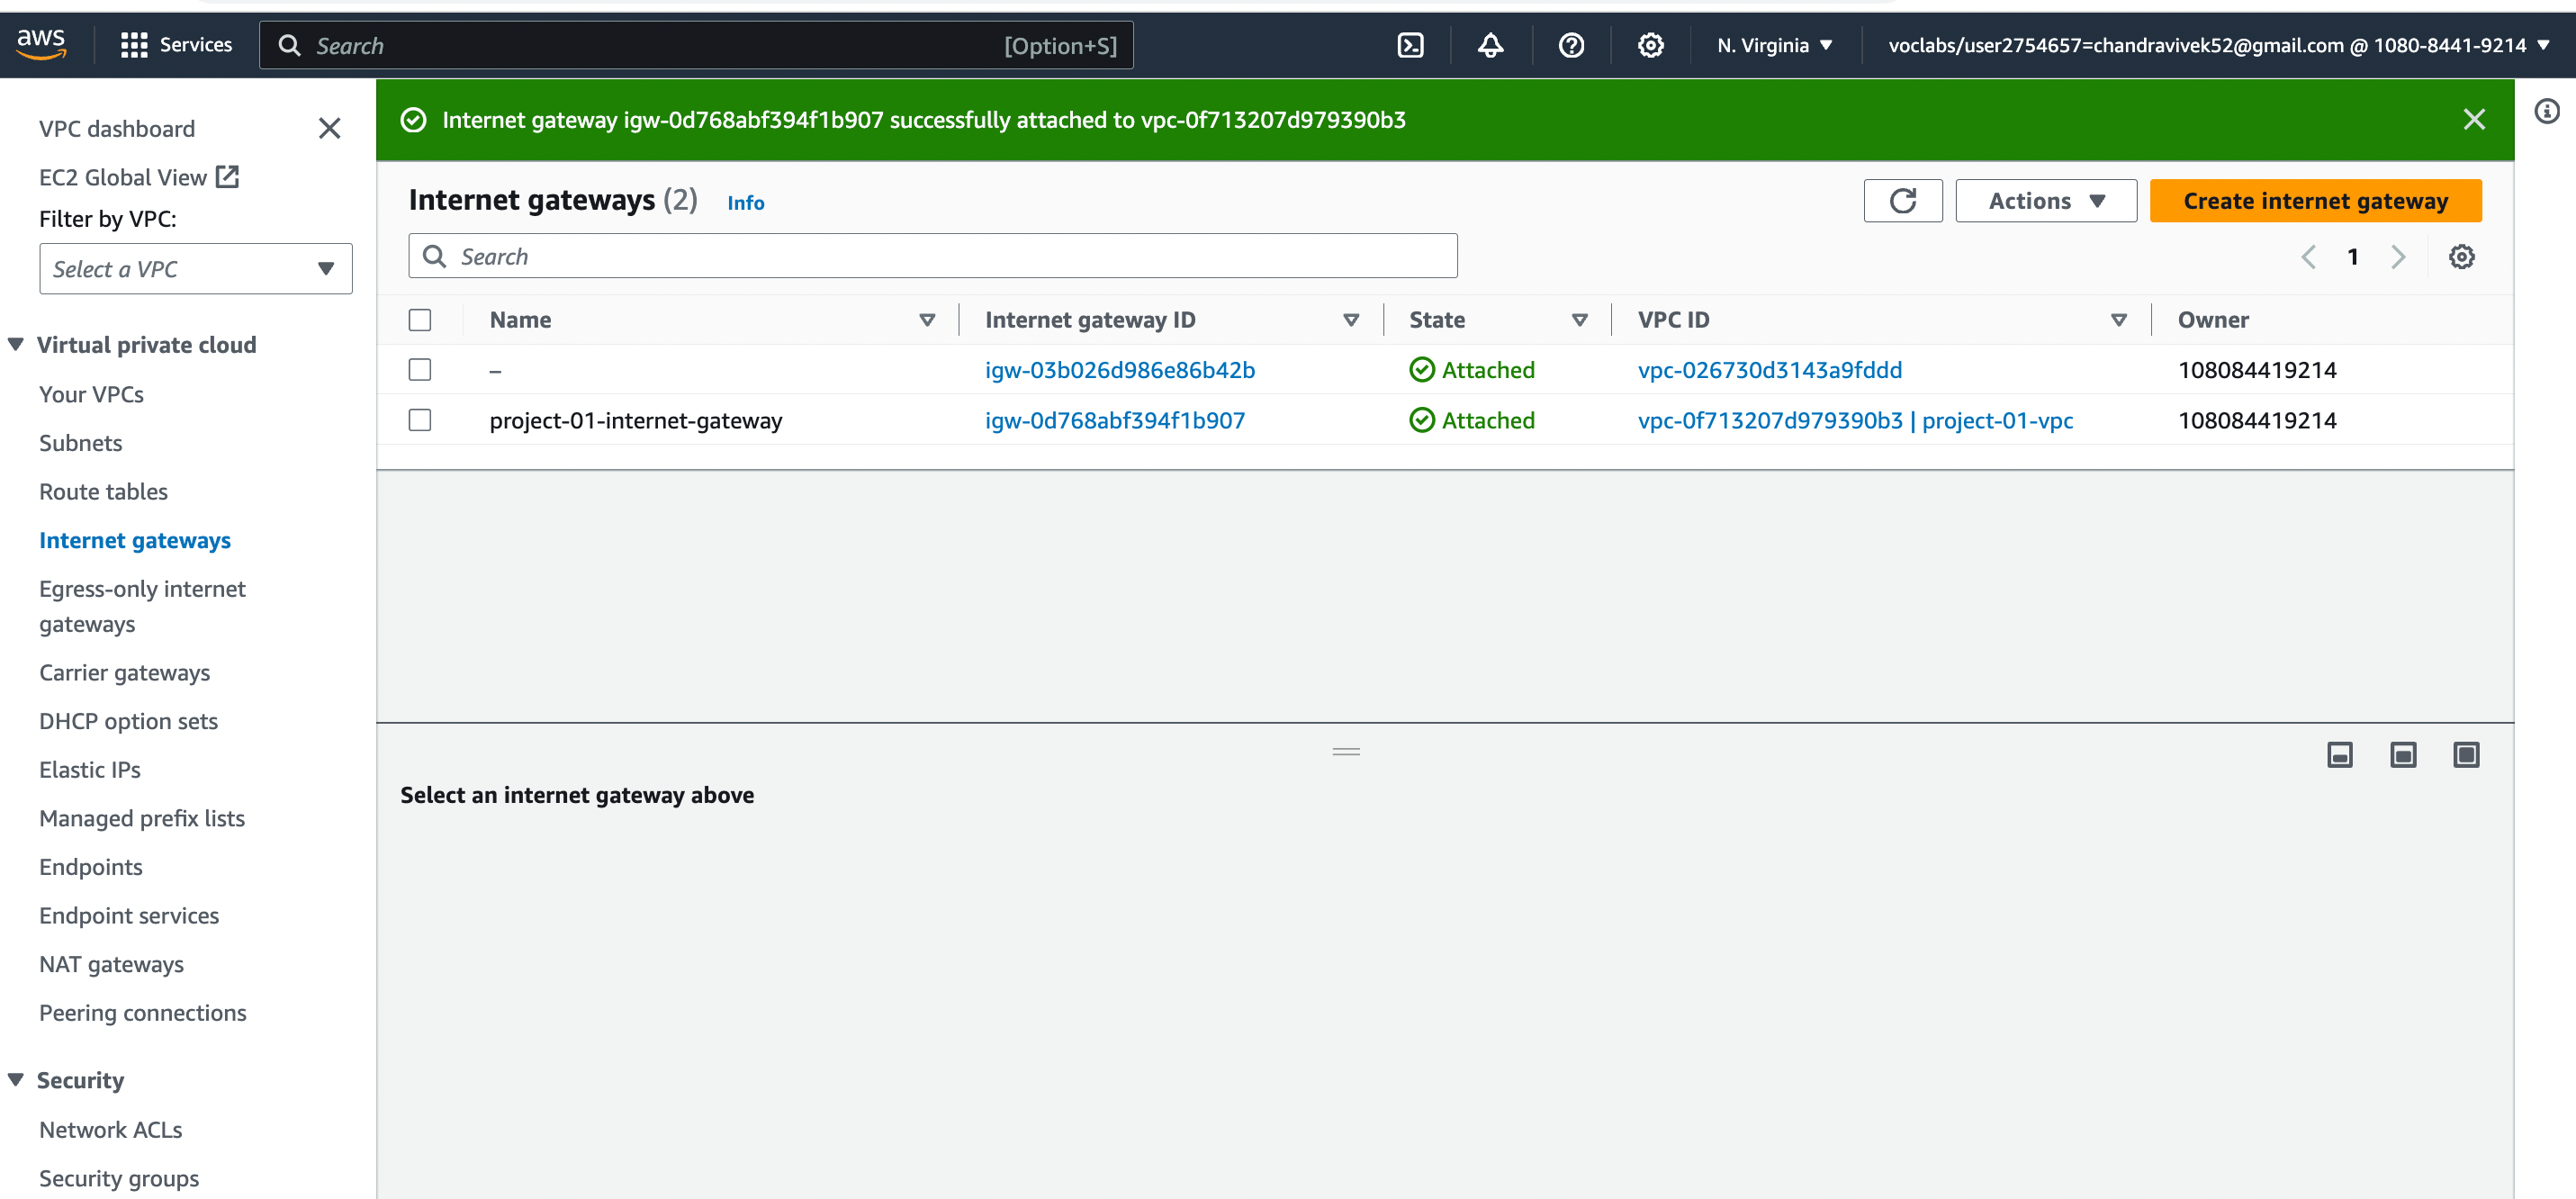 aws
Services
Search
[Option+S]
N. Virginia
voclabs/user2754657=chandravivek52@gmail.com @ 1080-8441-9214
VPC dashboard
EC2 Global View
Filter by VPC:
Select a VPC
Virtual private cloud
Your VPCs
Subnets
Route tables
Internet gateways
Egress-only internet
gateways
Carrier gateways
DHCP option sets
Elastic IPs
Managed prefix lists
Endpoints
Endpoint services
NAT gateways
Peering connections
Security
Network ACLs
Security groups
Internet gateway igw-0d768abf394f1b907 successfully attached to vpc-0f713207d979390b3
Internet gateways (2) Info
Actions
Create internet gateway
Search
1
Name Internet gateway ID State VPC ID Owner
– igw-03b026d986e86b42b Attached vpc-026730d3143a9fddd 108084419214
project-01-internet-gateway igw-0d768abf394f1b907 Attached vpc-0f713207d979390b3 | project-01-vpc 108084419214
Select an internet gateway above